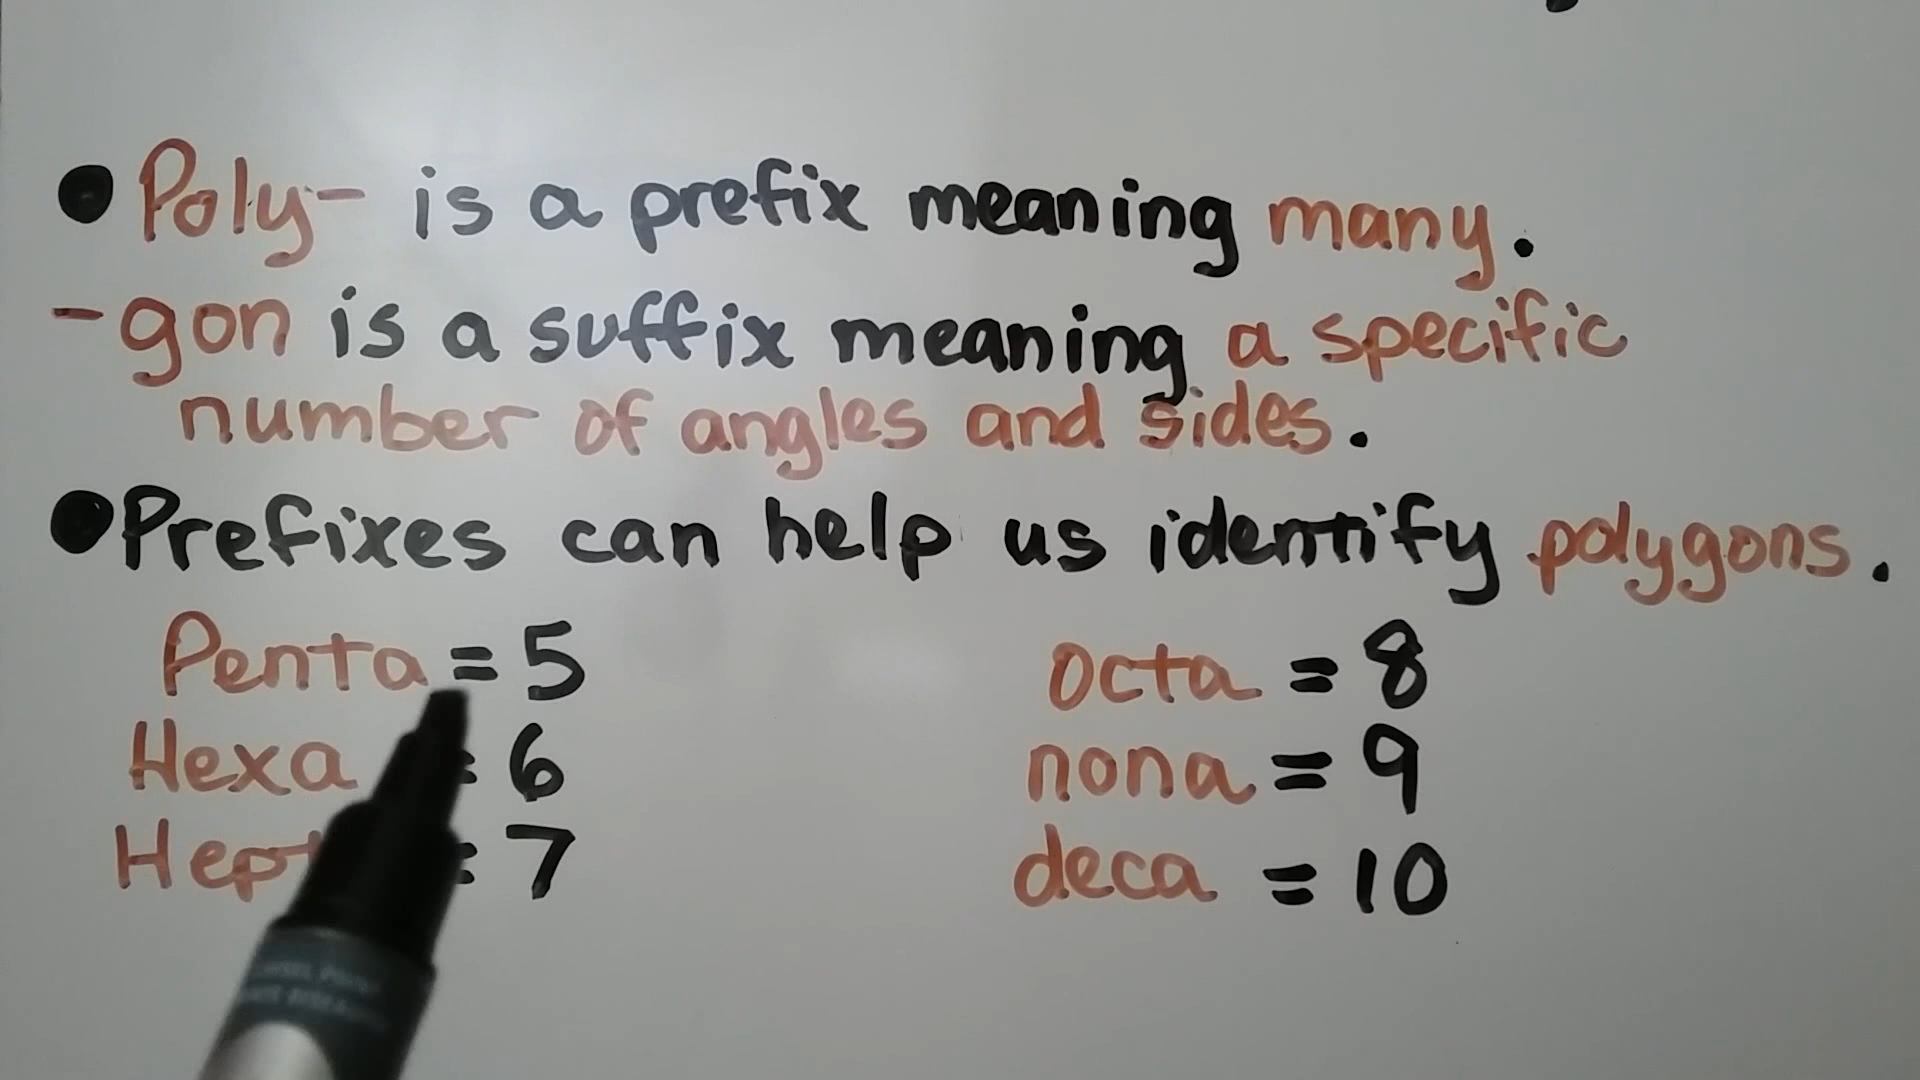 ● Poly- is a prefix meaning many.
-gon is a suffix meaning a specific
number of angles and sides.
● Prefixes can help us identify polygons.
Penta = 5
Hexa = 6
Hept = 7
octa = 8
nona = 9
deca = 10